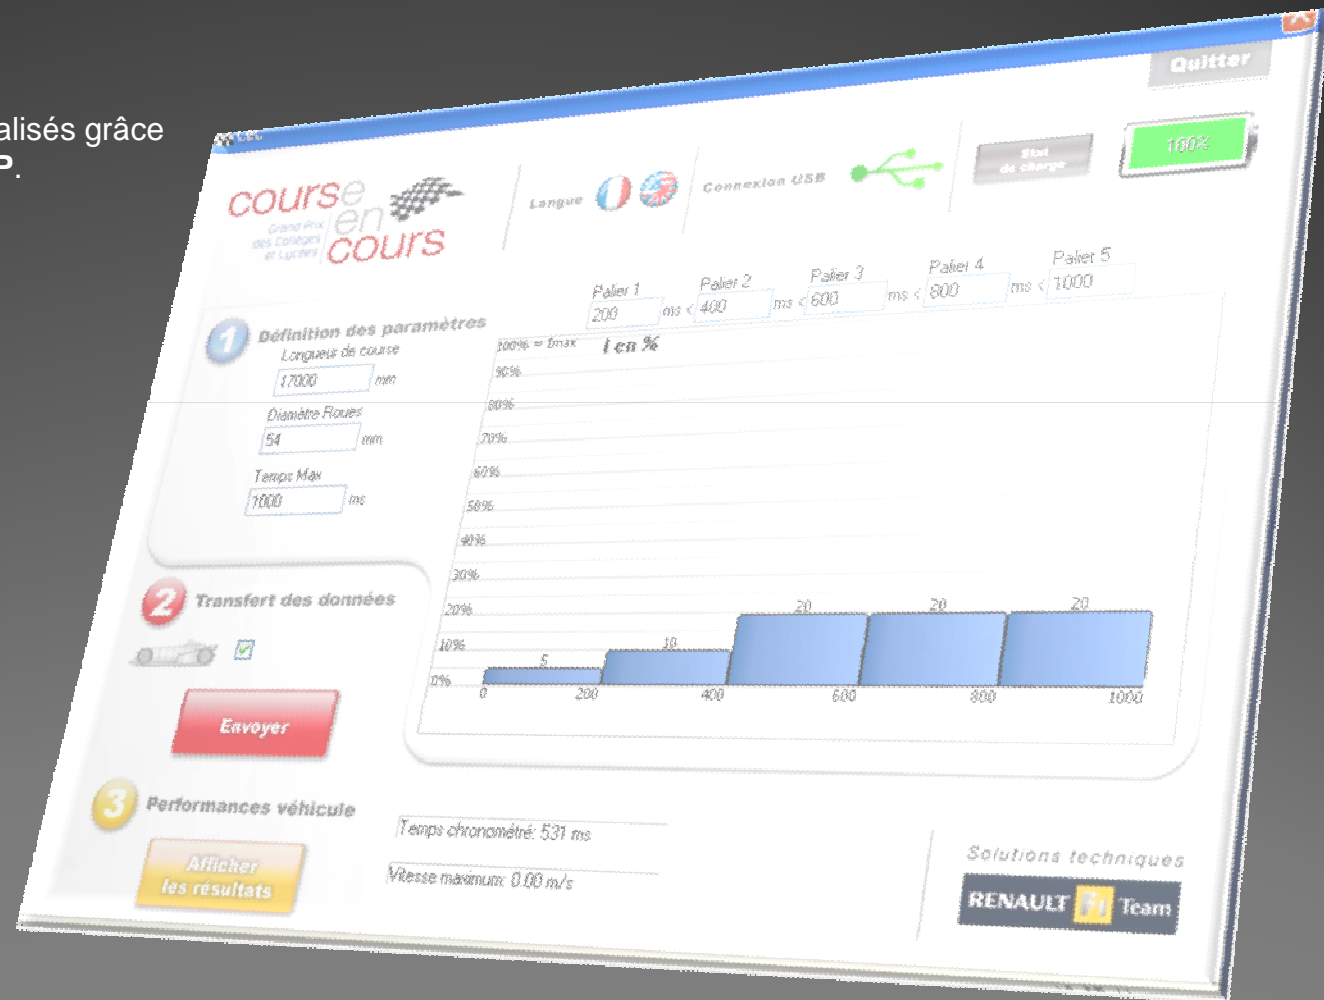 alisés grâce
P.
CEC
Quitter
course
en
cours
Grand Prix
des Collèges
et Lycées
Langue
Connexion USB
Etat
de charge
100%
Palier 1
Palier 2
Palier 3
Palier 4
Palier 5
200 ms < 400 ms < 600 ms < 800 ms < 1000
1
Définition des paramètres
Longueur de course
17000 mm
Diamètre Roues
54 mm
Temps Max
1000 ms
100% = Imax
I en %
90%
80%
70%
60%
50%
40%
30%
20%
10%
0%
5
10
20
20
20
0
200
400
600
800
1000
2
Transfert des données
Envoyer
3
Performances véhicule
Afficher
les résultats
Temps chronométré: 531 ms
Vitesse maximum: 0.00 m/s
Solutions techniques
RENAULT F1 Team